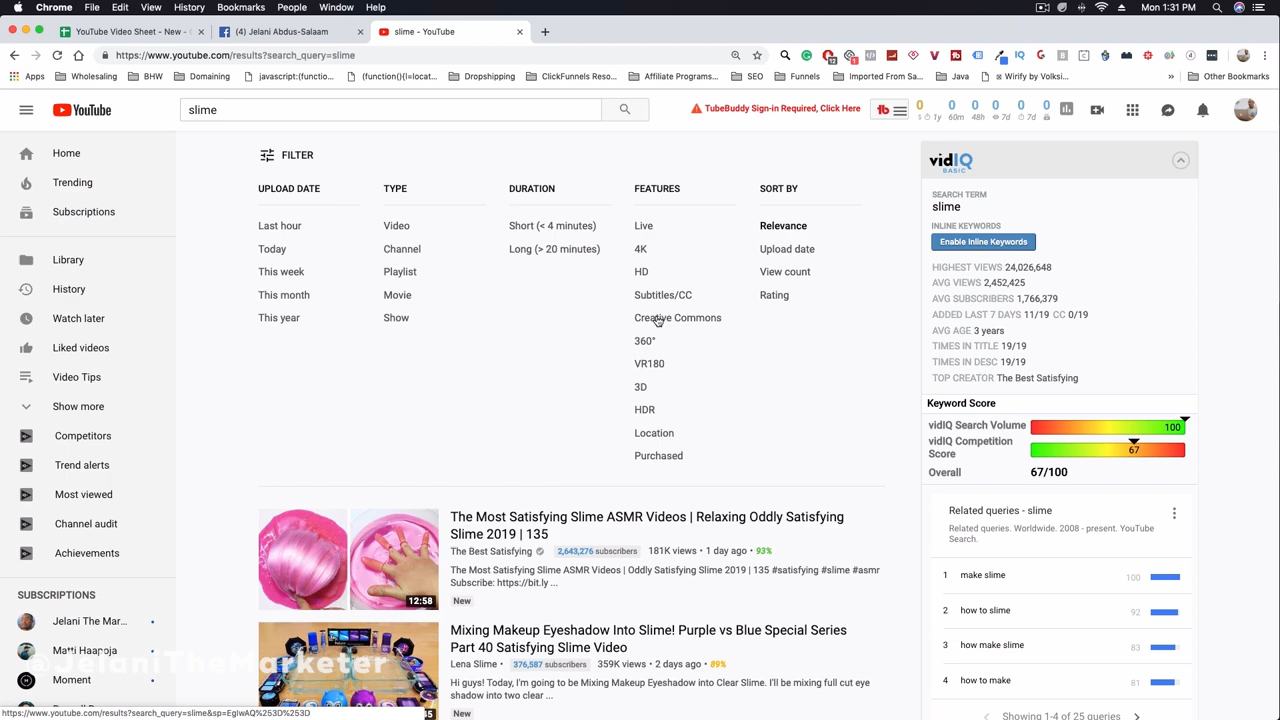 Chrome File Edit View History Bookmarks People Window Help Mon 1:31 PM
YouTube Video Sheet - New - (4) Jelani Abdus-Salaam slime - YouTube
https://www.youtube.com/results?search_query=slime
Apps Wholesaling BHW Domaining javascript:(functio... (function(){l=locat... Dropshipping ClickFunnels Reso... Affiliate Programs... SEO Funnels Imported From Sa... Java Wirify by Volksi... » Other Bookmarks
YouTube slime TubeBuddy Sign-in Required, Click Here tb 0 0 0 0 0 0
1y 60m 48h 7d 7d
Home
Trending
Subscriptions
Library
History
Watch later
Liked videos
Video Tips
Show more
Competitors
Trend alerts
Most viewed
Channel audit
Achievements
SUBSCRIPTIONS
Jelani The Mar...
Matti Haapoja
Moment
FILTER
UPLOAD DATE TYPE DURATION FEATURES SORT BY
Last hour Video Short (< 4 minutes) Live Relevance
Today Channel Long (> 20 minutes) 4K Upload date
This week Playlist HD View count
This month Movie Subtitles/CC Rating
This year Show Creative Commons
360°
VR180
3D
HDR
Location
Purchased
The Most Satisfying Slime ASMR Videos | Relaxing Oddly Satisfying
Slime 2019 | 135
The Best Satisfying 2,643,276 subscribers 181K views • 1 day ago • 93%
The Most Satisfying Slime ASMR Videos | Oddly Satisfying Slime 2019 | 135 #satisfying #slime #asmr
Subscribe: https://bit.ly ...
New
12:58
Mixing Makeup Eyeshadow Into Slime! Purple vs Blue Special Series
Part 40 Satisfying Slime Video
Lena Slime • 376,587 subscribers 359K views • 2 days ago • 89%
Hi guys! Today, I'm going to be Mixing Makeup Eyeshadow into Clear Slime. I'll be mixing full cut eye
shadow into two clear ...
New
vidIQ
BASIC
SEARCH TERM
slime
INLINE KEYWORDS
Enable Inline Keywords
HIGHEST VIEWS 24,026,648
AVG VIEWS 2,452,425
AVG SUBSCRIBERS 1,766,379
ADDED LAST 7 DAYS 11/19 CC 0/19
AVG AGE 3 years
TIMES IN TITLE 19/19
TIMES IN DESC 19/19
TOP CREATOR The Best Satisfying
Keyword Score
vidIQ Search Volume 100
vidIQ Competition
Score 67
Overall 67/100
Related queries - slime
Related queries. Worldwide. 2008 - present. YouTube
Search.
1 make slime 100
2 how to slime 92
3 how make slime 83
4 how to make 81
Showing 1-4 of 25 queries
@JelaniTheMarketer
https://www.youtube.com/results?search_query=slime&sp=EgIwAQ%253D%253D